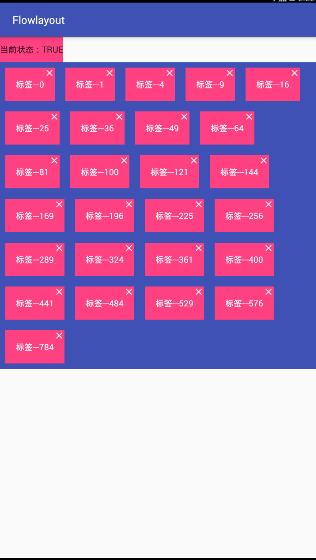 Flowlayout
当前状态：TRUE
标签--0 标签--1 标签--4 标签--9 标签--16
标签--25 标签--36 标签--49 标签--64
标签--81 标签--100 标签--121 标签--144
标签--169 标签--196 标签--225 标签--256
标签--289 标签--324 标签--361 标签--400
标签--441 标签--484 标签--529 标签--576
标签--784